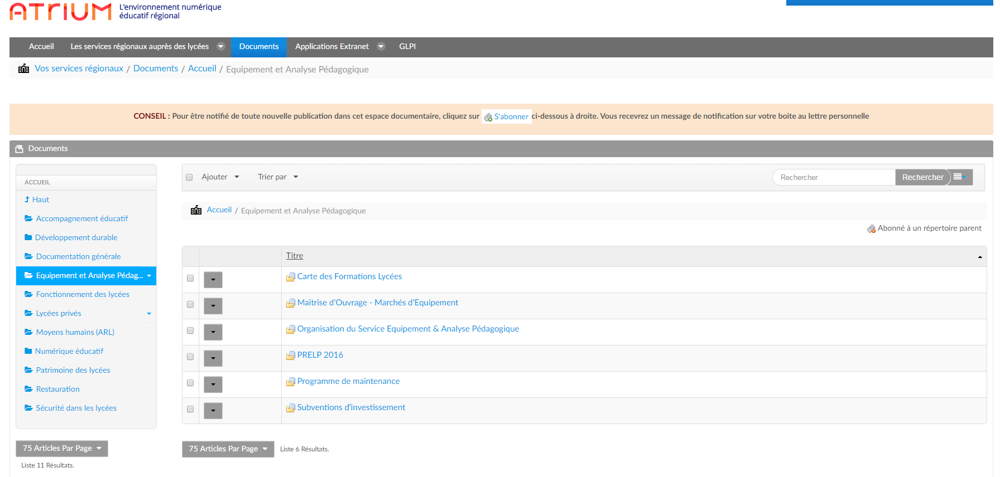 ATRIUM
L'environnement numérique
éducatif régional
Accueil Les services régionaux auprès des lycées Documents Applications Extranet GLPI
Vos services régionaux / Documents / Accueil / Equipement et Analyse Pédagogique
CONSEIL : Pour être notifié de toute nouvelle publication dans cet espace documentaire, cliquez sur S'abonner ci-dessous à droite. Vous recevrez un message de notification sur votre boite au lettre personnelle
Documents
ACCUEIL
Haut
Accompagnement éducatif
Développement durable
Documentation générale
Equipement et Analyse Pédag...
Fonctionnement des lycées
Lycées privés
Moyens humains (ARL)
Numérique éducatif
Patrimoine des lycées
Restauration
Sécurité dans les lycées
75 Articles Par Page
Liste 11 Résultats.
Ajouter Trier par Rechercher Rechercher
Accueil / Equipement et Analyse Pédagogique
Abonné à un répertoire parent
Titre
Carte des Formations Lycées
Maîtrise d'Ouvrage - Marchés d'Equipement
Organisation du Service Equipement & Analyse Pédagogique
PRELP 2016
Programme de maintenance
Subventions d'investissement
75 Articles Par Page Liste 6 Résultats.